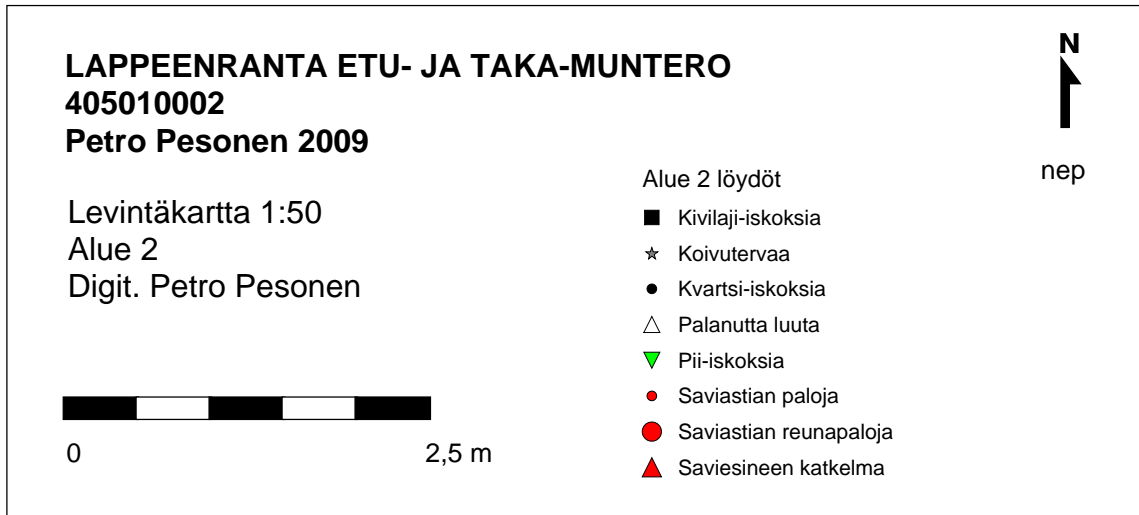 LAPPEENRANTA ETU- JA TAKA-MUNTERO
405010002
Petro Pesonen 2009
Levintäkartta 1:50
Alue 2
Digit. Petro Pesonen
0
2,5 m
Alue 2 löydöt
Kivilaji-iskoksia
Koivutervaa
Kvartsi-iskoksia
Palanutta luuta
Pii-iskoksia
Saviastian paloja
Saviastian reunapaloja
Saviesineen katkelma
N
nep